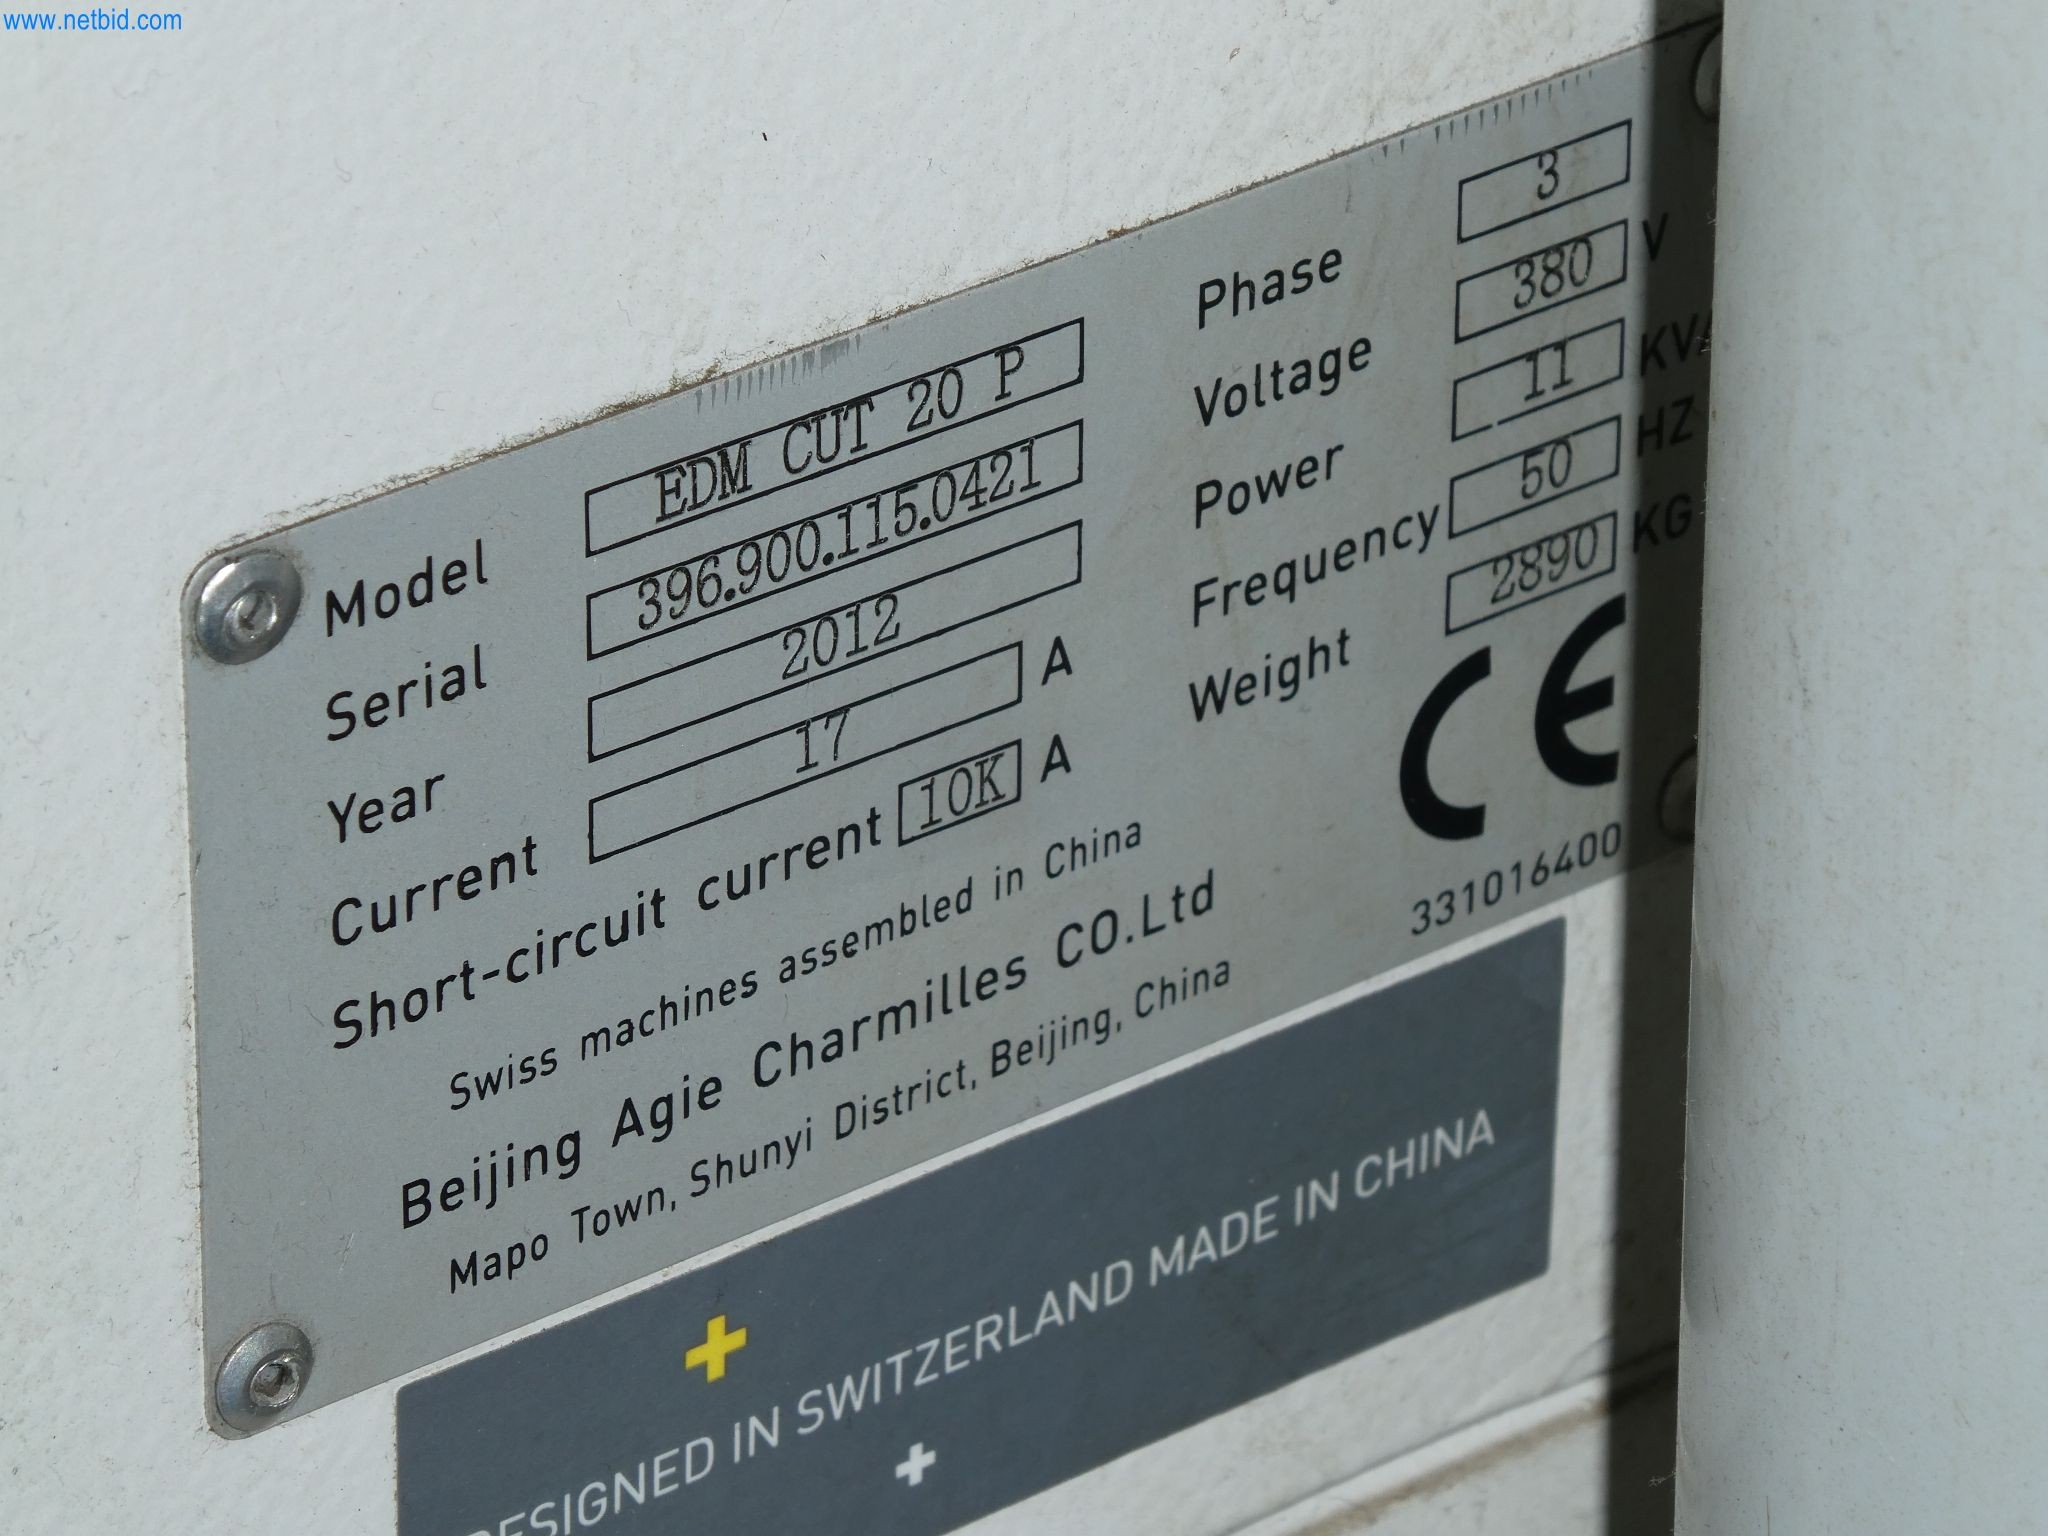 www.netbid.com
Model EDM CUT 20 P
Serial 396.900.115.0421
Year 2012
Current 17 A
Short-circuit current 10K A
Phase 3
Voltage 380 V
Power 11
Frequency 50 HZ
Weight 2890 KG
CE
331016400
Swiss machines assembled in China
Beijing Agie Charmilles CO.Ltd
Mapo Town, Shunyi District, Beijing, China
DESIGNED IN SWITZERLAND MADE IN CHINA